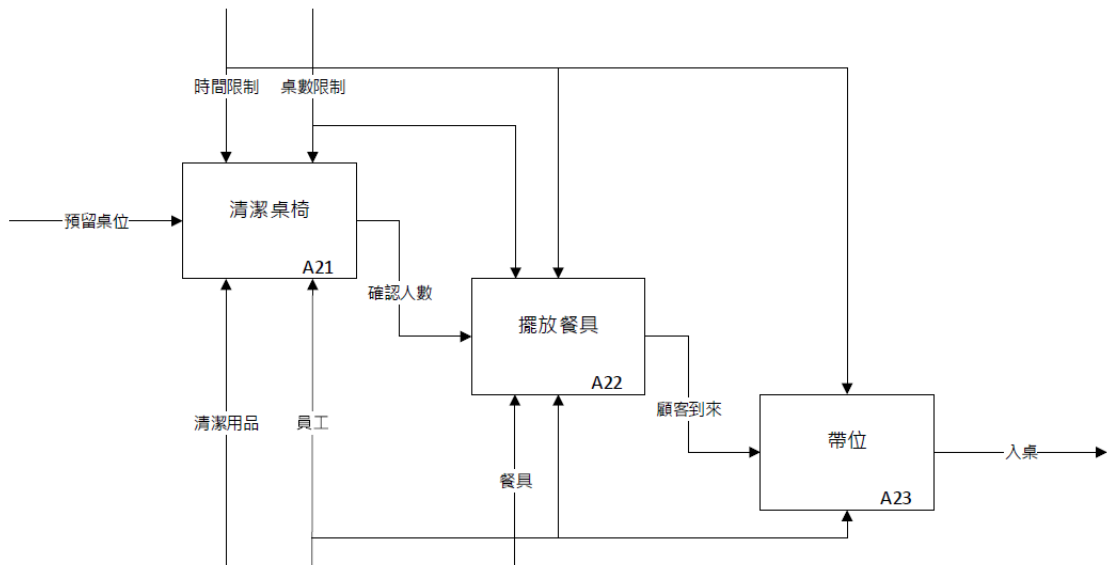 時間限制
桌數限制
清潔桌椅
A21
預留桌位
確認人數
擺放餐具
A22
清潔用品
員工
顧客到來
帶位
A23
入桌
餐具